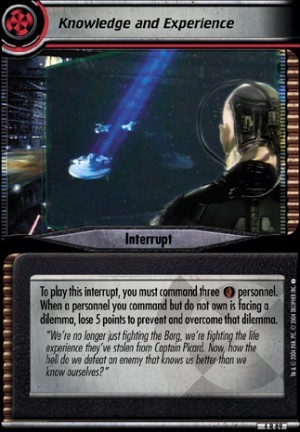 Knowledge and Experience
Interrupt
To play this interrupt, you must command three personnel.
When a personnel you command but do not own is facing a
dilemma, lose 5 points to prevent and overcome that dilemma.
"We're no longer just fighting the Borg, we're fighting the life
experience they've stolen from Captain Picard. Now, how the
hell do we defeat an enemy that knows us better than we
know ourselves?"
6 R 89